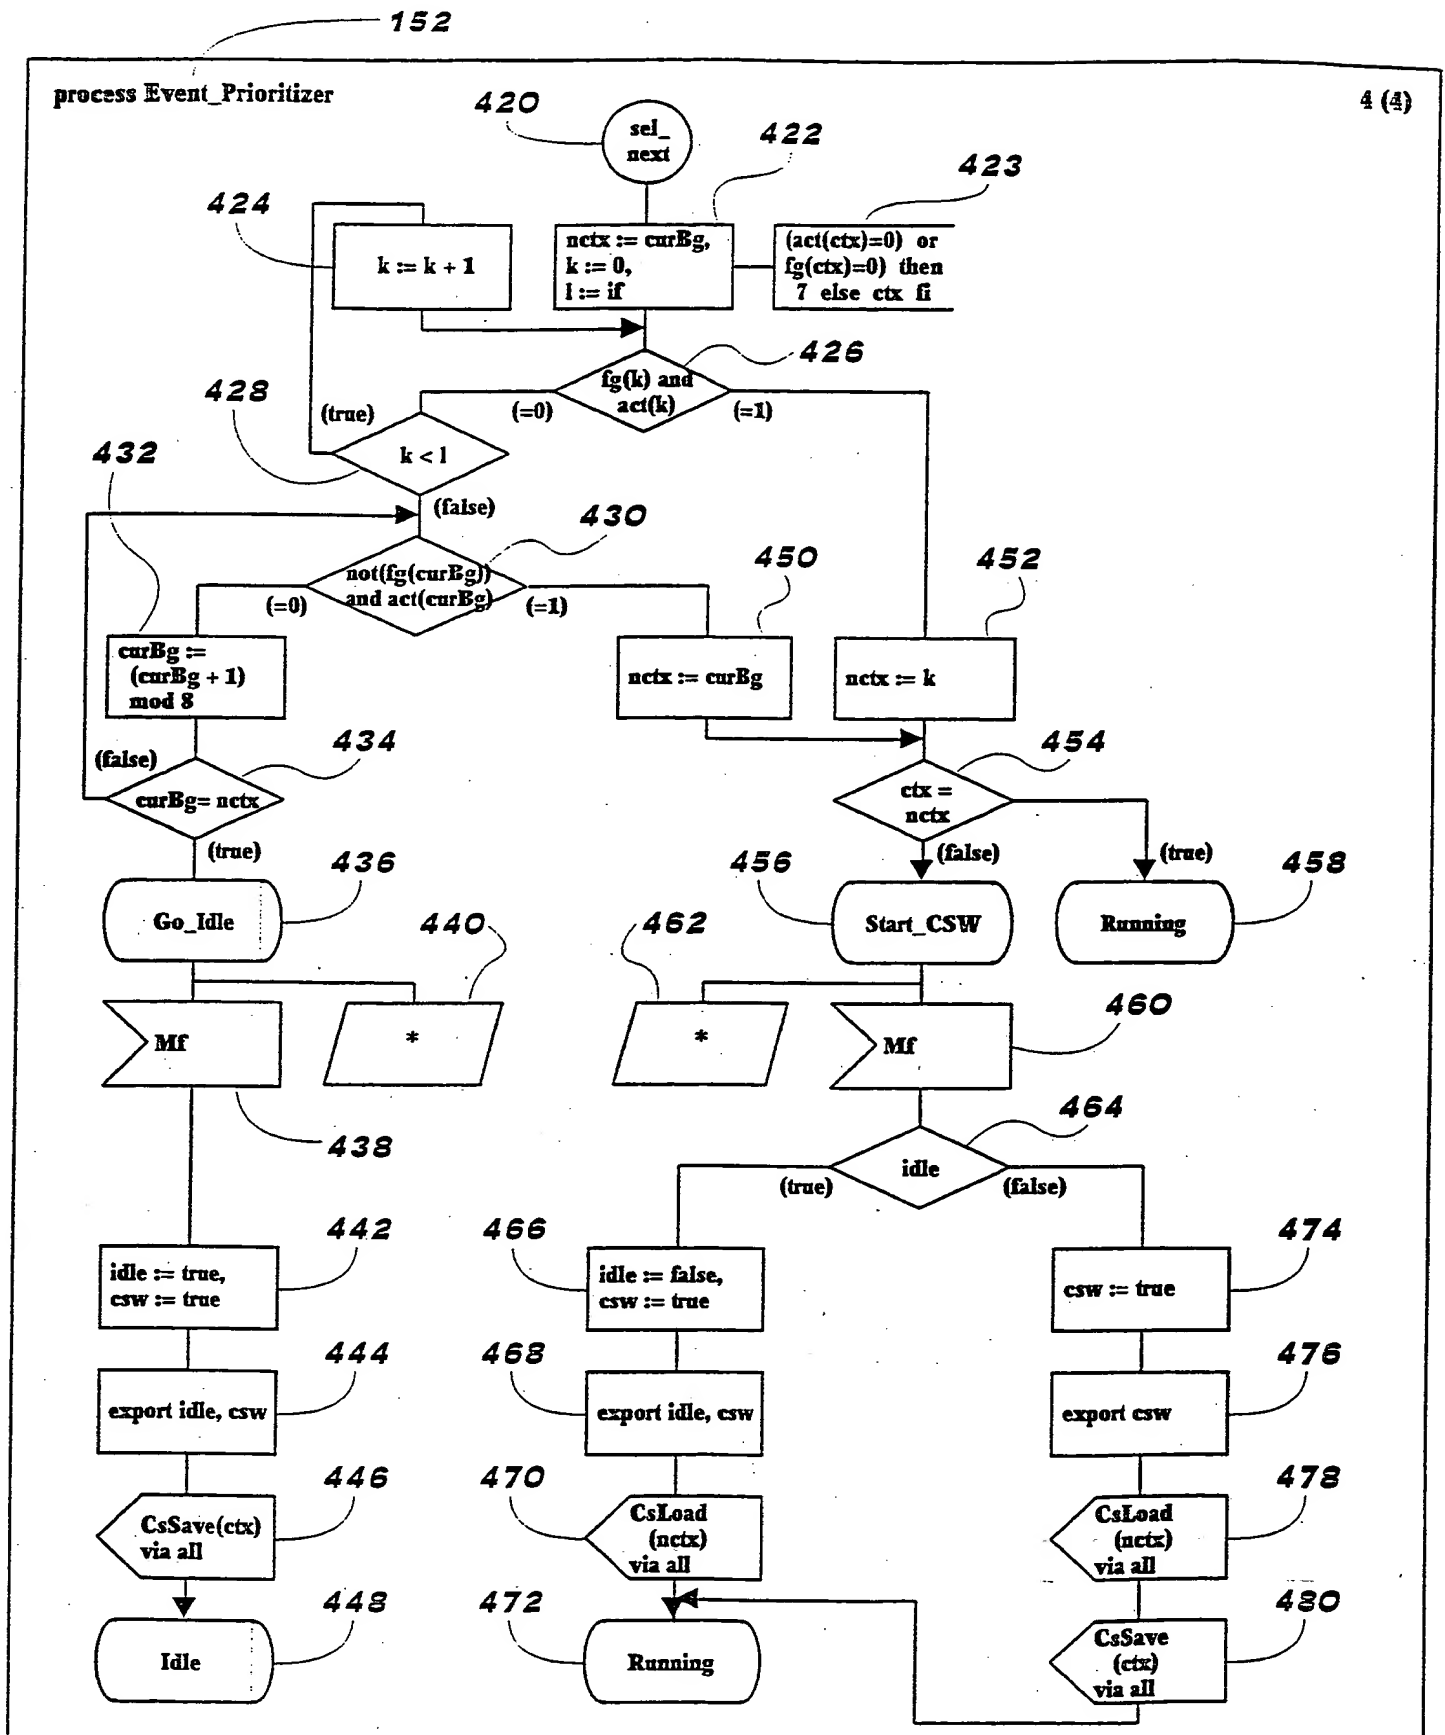 152
process Event_Prioritizer
4 (4)
420
sel_
next
422
423
424
k := k + 1
nctx := curBg,
k := 0,
l := if
(act(ctx)=0) or
fg(ctx)=0) then
7 else ctx fi
426
fg(k) and
act(k)
(=0)
(=1)
428
(true)
k < l
(false)
432
430
not(fg(curBg))
and act(curBg)
(=0)
(=1)
450
452
curBg :=
(curBg + 1)
mod 8
nctx := curBg
nctx := k
434
(false)
curBg= nctx
(true)
454
ctx =
nctx
(false)
(true)
436
Go_Idle
456
Start_CSW
458
Running
440
462
Mf
*
*
Mf
460
438
464
idle
(true)
(false)
442
idle := true,
csw := true
466
idle := false,
csw := true
474
csw := true
444
export idle, csw
468
export idle, csw
476
export csw
446
CsSave(ctx)
via all
470
CsLoad
(nctx)
via all
478
CsLoad
(nctx)
via all
448
Idle
472
Running
480
CsSave
(ctx)
via all